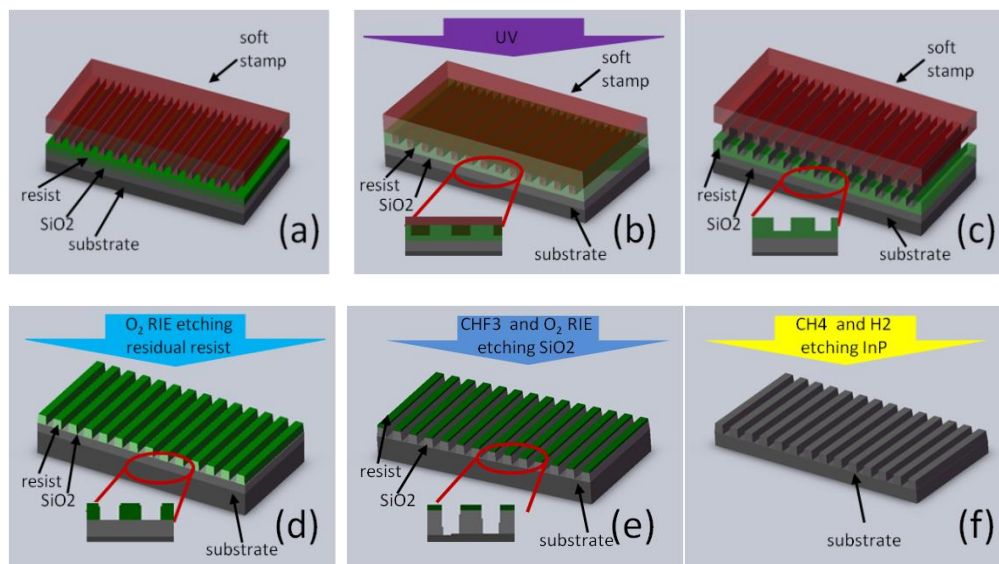 soft
stamp
resist
SiO2
substrate
(a)
UV
soft
stamp
resist
SiO2
substrate
(b)
soft
stamp
resist
SiO2
substrate
(c)
O₂ RIE etching
residual resist
resist
SiO2
substrate
(d)
CHF3 and O₂ RIE
etching SiO2
resist
SiO2
substrate
(e)
CH4 and H2
etching InP
substrate
(f)